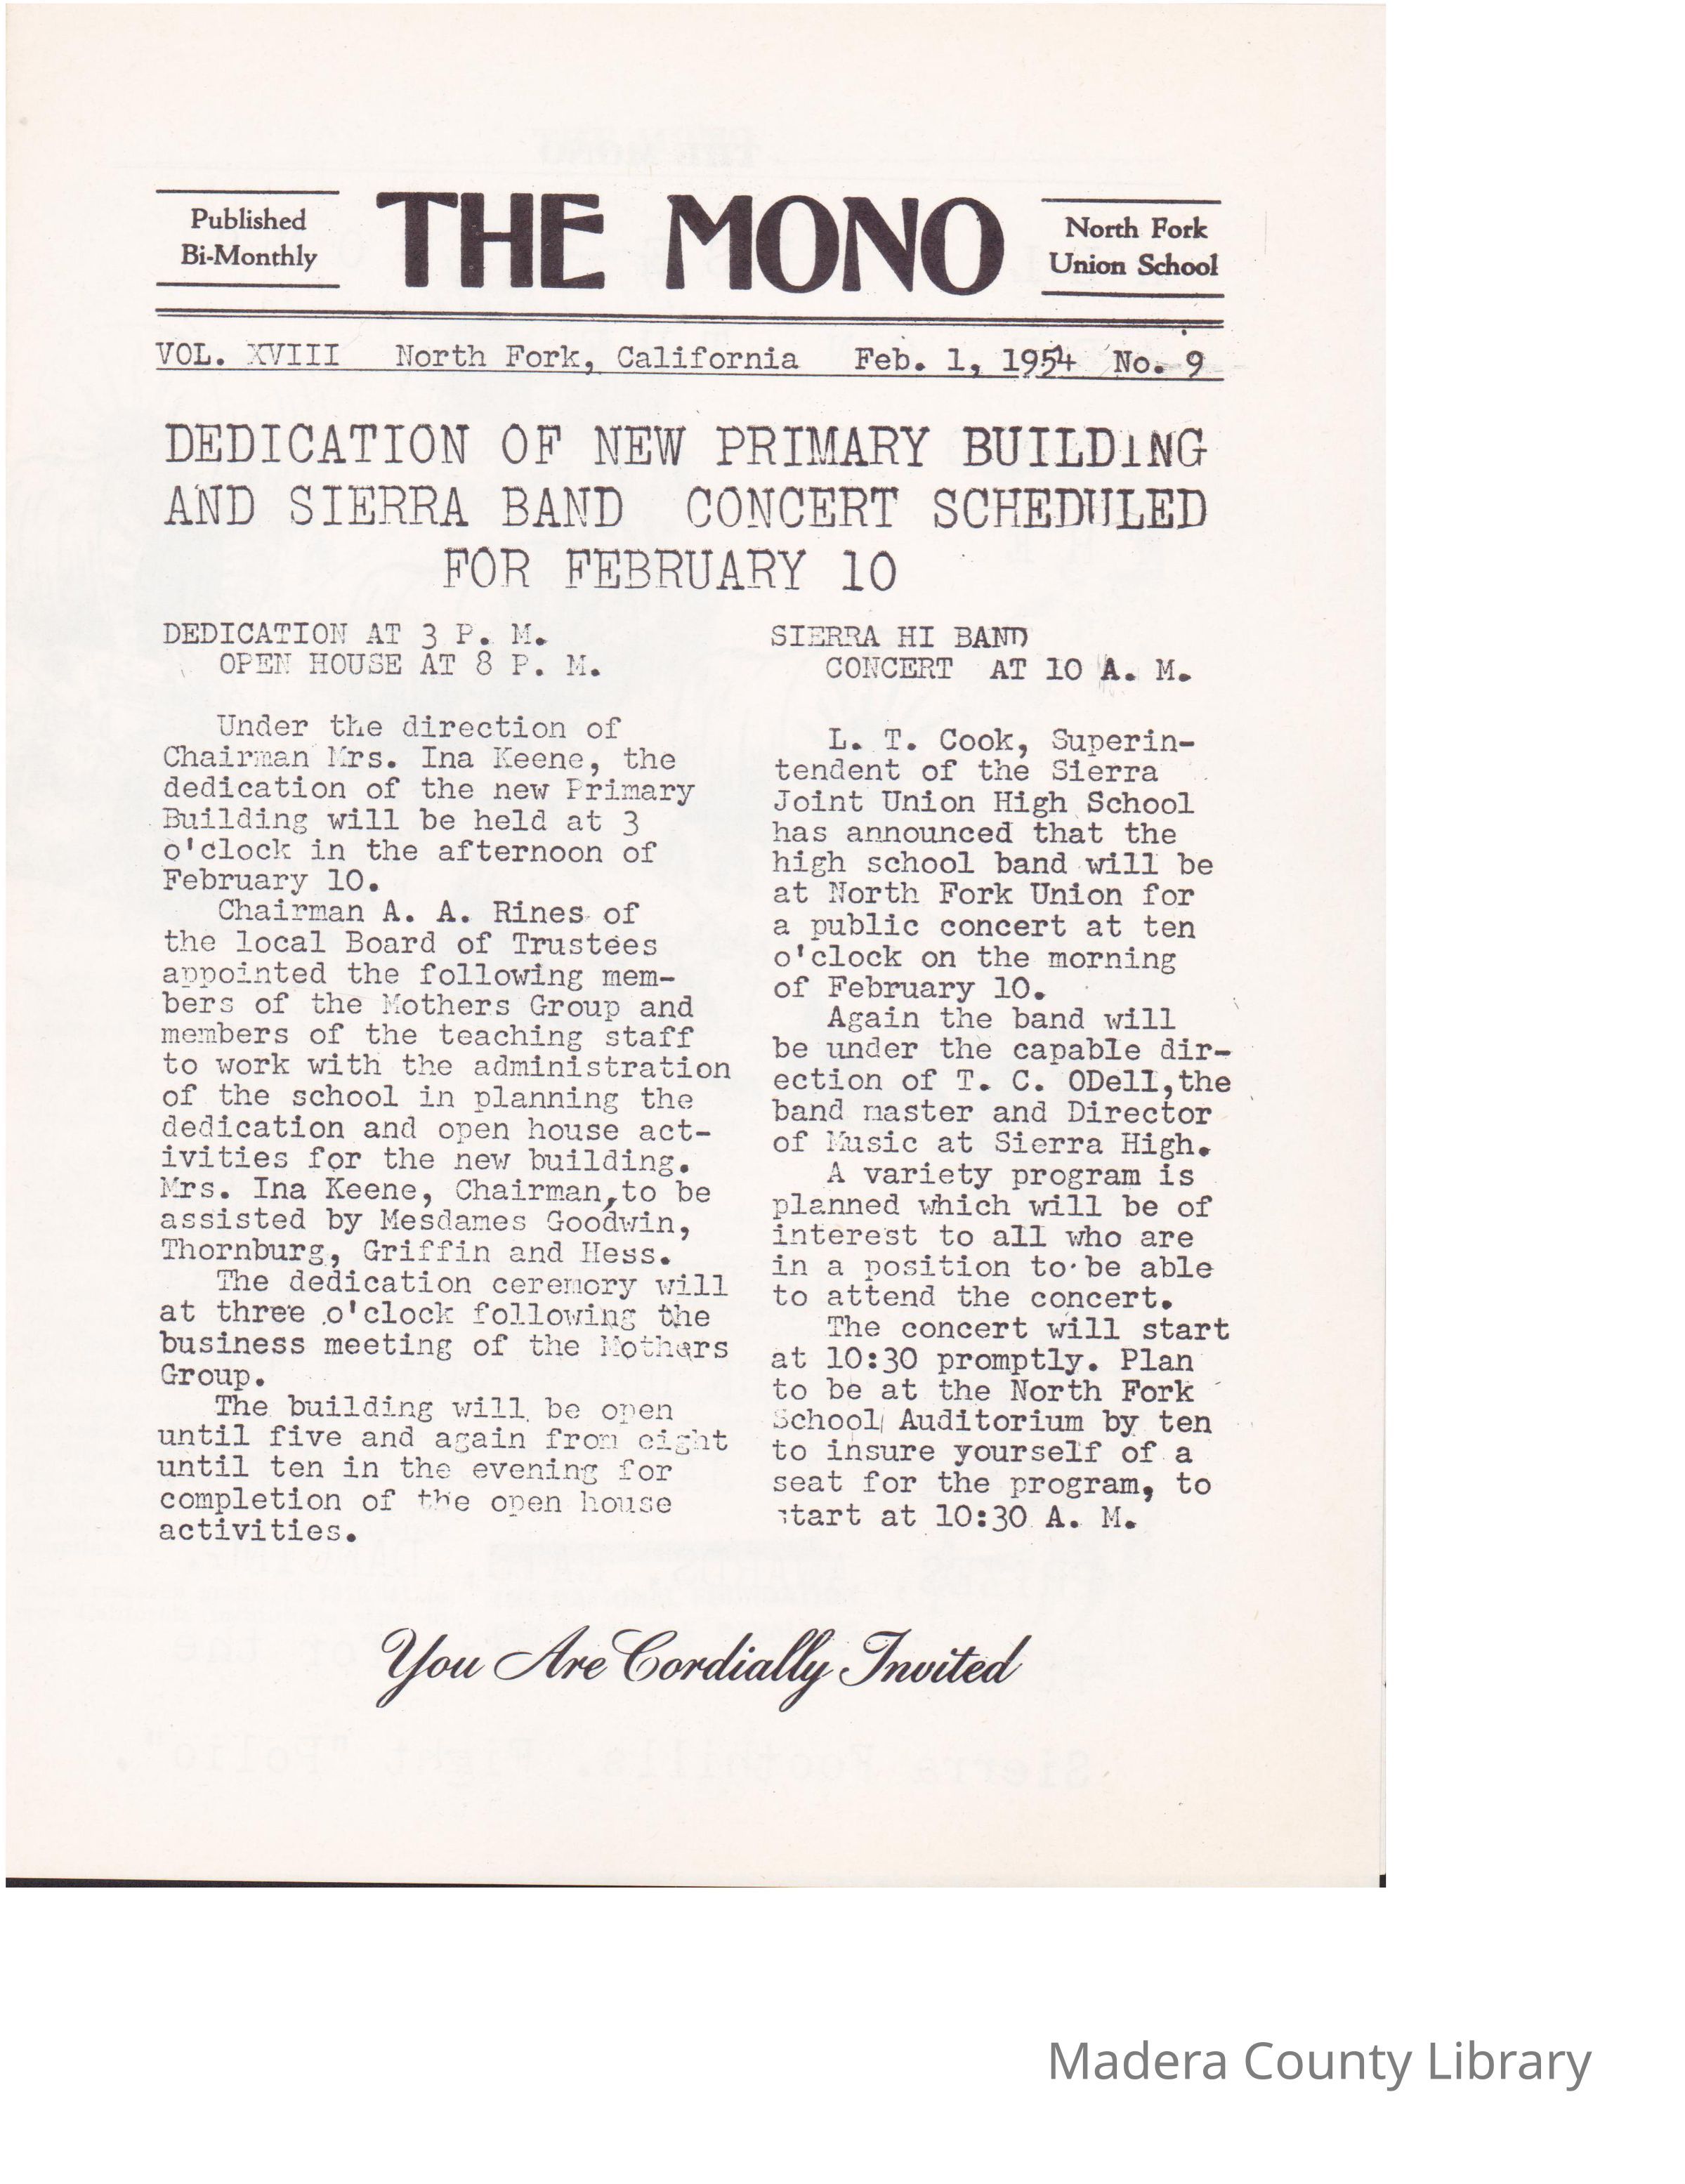 Published
Bi-Monthly
THE MONO
North Fork
Union School
VOL. XVIII North Fork, California Feb. 1, 1954 No. 9
DEDICATION OF NEW PRIMARY BUILDING
AND SIERRA BAND CONCERT SCHEDULED
FOR FEBRUARY 10
DEDICATION AT 3 P. M.
OPEN HOUSE AT 8 P. M.
Under the direction of
Chairman Mrs. Ina Keene, the
dedication of the new Primary
Building will be held at 3
o'clock in the afternoon of
February 10.
Chairman A. A. Rines of
the local Board of Trustees
appointed the following mem-
bers of the Mothers Group and
members of the teaching staff
to work with the administration
of the school in planning the
dedication and open house act-
ivities for the new building.
Mrs. Ina Keene, Chairman,to be
assisted by Mesdames Goodwin,
Thornburg, Griffin and Hess.
The dedication ceremory will
at three o'clock following the
business meeting of the Mothers
Group.
The building will be open
until five and again from eight
until ten in the evening for
completion of the open house
activities.
SIERRA HI BAND
CONCERT AT 10 A. M.
L. T. Cook, Superin-
tendent of the Sierra
Joint Union High School
has announced that the
high school band will be
at North Fork Union for
a public concert at ten
o'clock on the morning
of February 10.
Again the band will
be under the capable dir-
ection of T. C. ODell,the
band master and Director
of Music at Sierra High.
A variety program is
planned which will be of
interest to all who are
in a position to be able
to attend the concert.
The concert will start
at 10:30 promptly. Plan
to be at the North Fork
School Auditorium by ten
to insure yourself of a
seat for the program, to
start at 10:30 A. M.
You Are Cordially Invited
Madera County Library